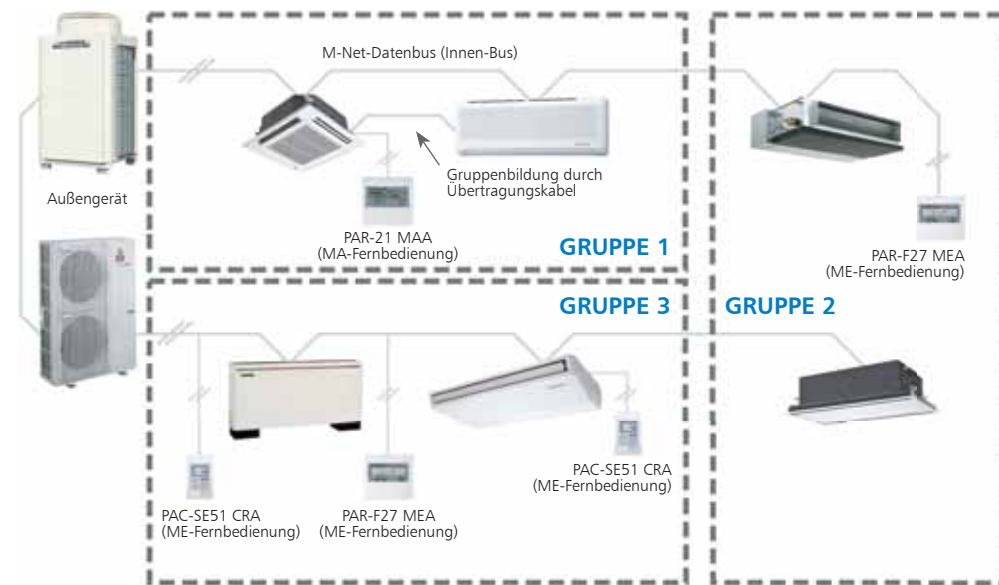 M-Net-Datenbus (Innen-Bus)
Außengerät
Gruppenbildung durch
Übertragungskabel
PAR-21 MAA
(MA-Fernbedienung)
GRUPPE 1
PAR-F27 MEA
(ME-Fernbedienung)
GRUPPE 3
GRUPPE 2
PAC-SE51 CRA
(ME-Fernbedienung)
PAC-SE51 CRA
(ME-Fernbedienung)
PAR-F27 MEA
(ME-Fernbedienung)